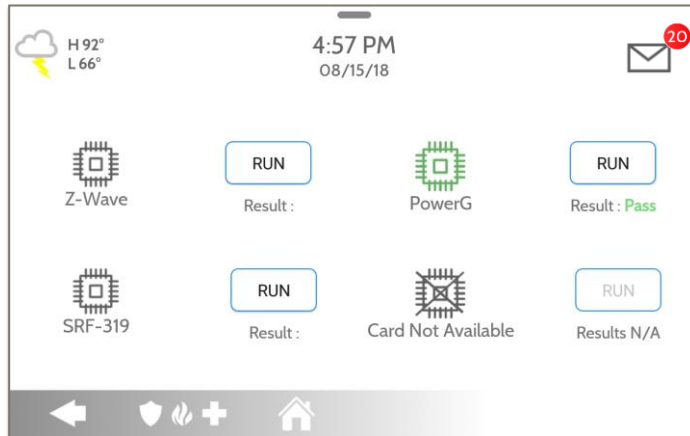 H 92°
L 66°
4:57 PM
08/15/18
20
Z-Wave
RUN
Result :
PowerG
RUN
Result : Pass
SRF-319
RUN
Result :
Card Not Available
RUN
Results N/A